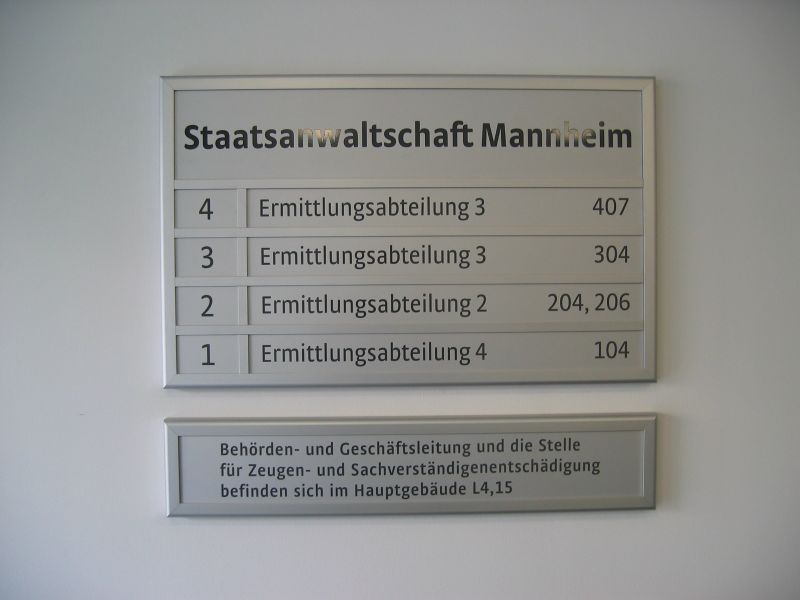 Staatsanwaltschaft Mannheim
4 Ermittlungsabteilung 3 407
3 Ermittlungsabteilung 3 304
2 Ermittlungsabteilung 2 204, 206
1 Ermittlungsabteilung 4 104
Behörden- und Geschäftsleitung und die Stelle
für Zeugen- und Sachverständigenentschädigung
befinden sich im Hauptgebäude L4,15